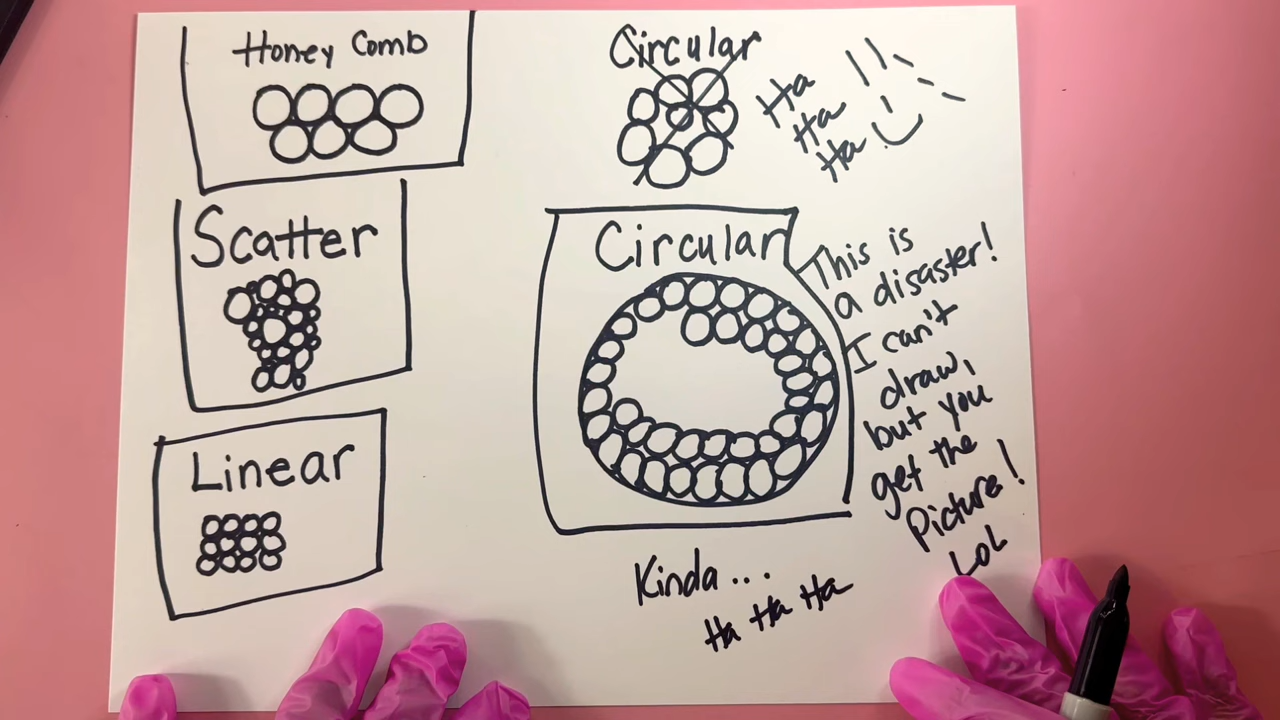 Honey Comb
Scatter
Linear
Circular
Ha
Ha
Ha
Circular
This is
a disaster!
I can't
draw,
but you
get the
Picture!
LOL
Kinda...
Ha Ha Ha